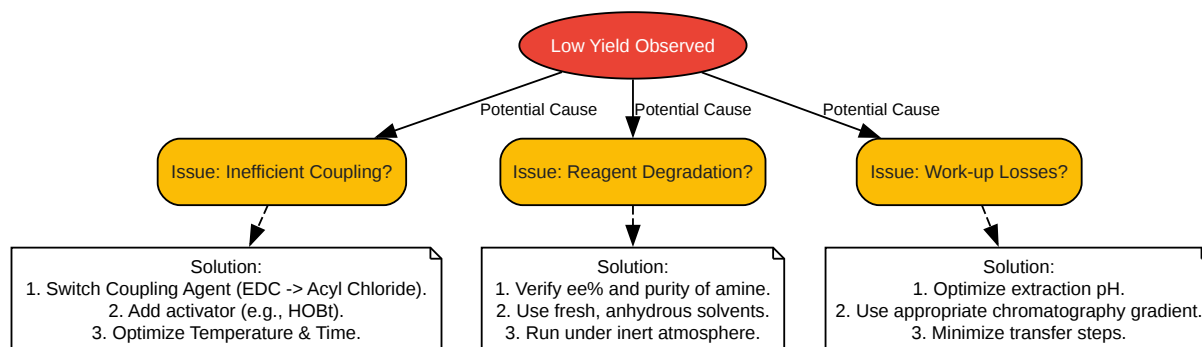 Low Yield Observed
Potential Cause
Potential Cause
Potential Cause
Issue: Inefficient Coupling?
Issue: Reagent Degradation?
Issue: Work-up Losses?
Solution:
1. Switch Coupling Agent (EDC -> Acyl Chloride).
2. Add activator (e.g., HOBt).
3. Optimize Temperature & Time.
Solution:
1. Verify ee% and purity of amine.
2. Use fresh, anhydrous solvents.
3. Run under inert atmosphere.
Solution:
1. Optimize extraction pH.
2. Use appropriate chromatography gradient.
3. Minimize transfer steps.